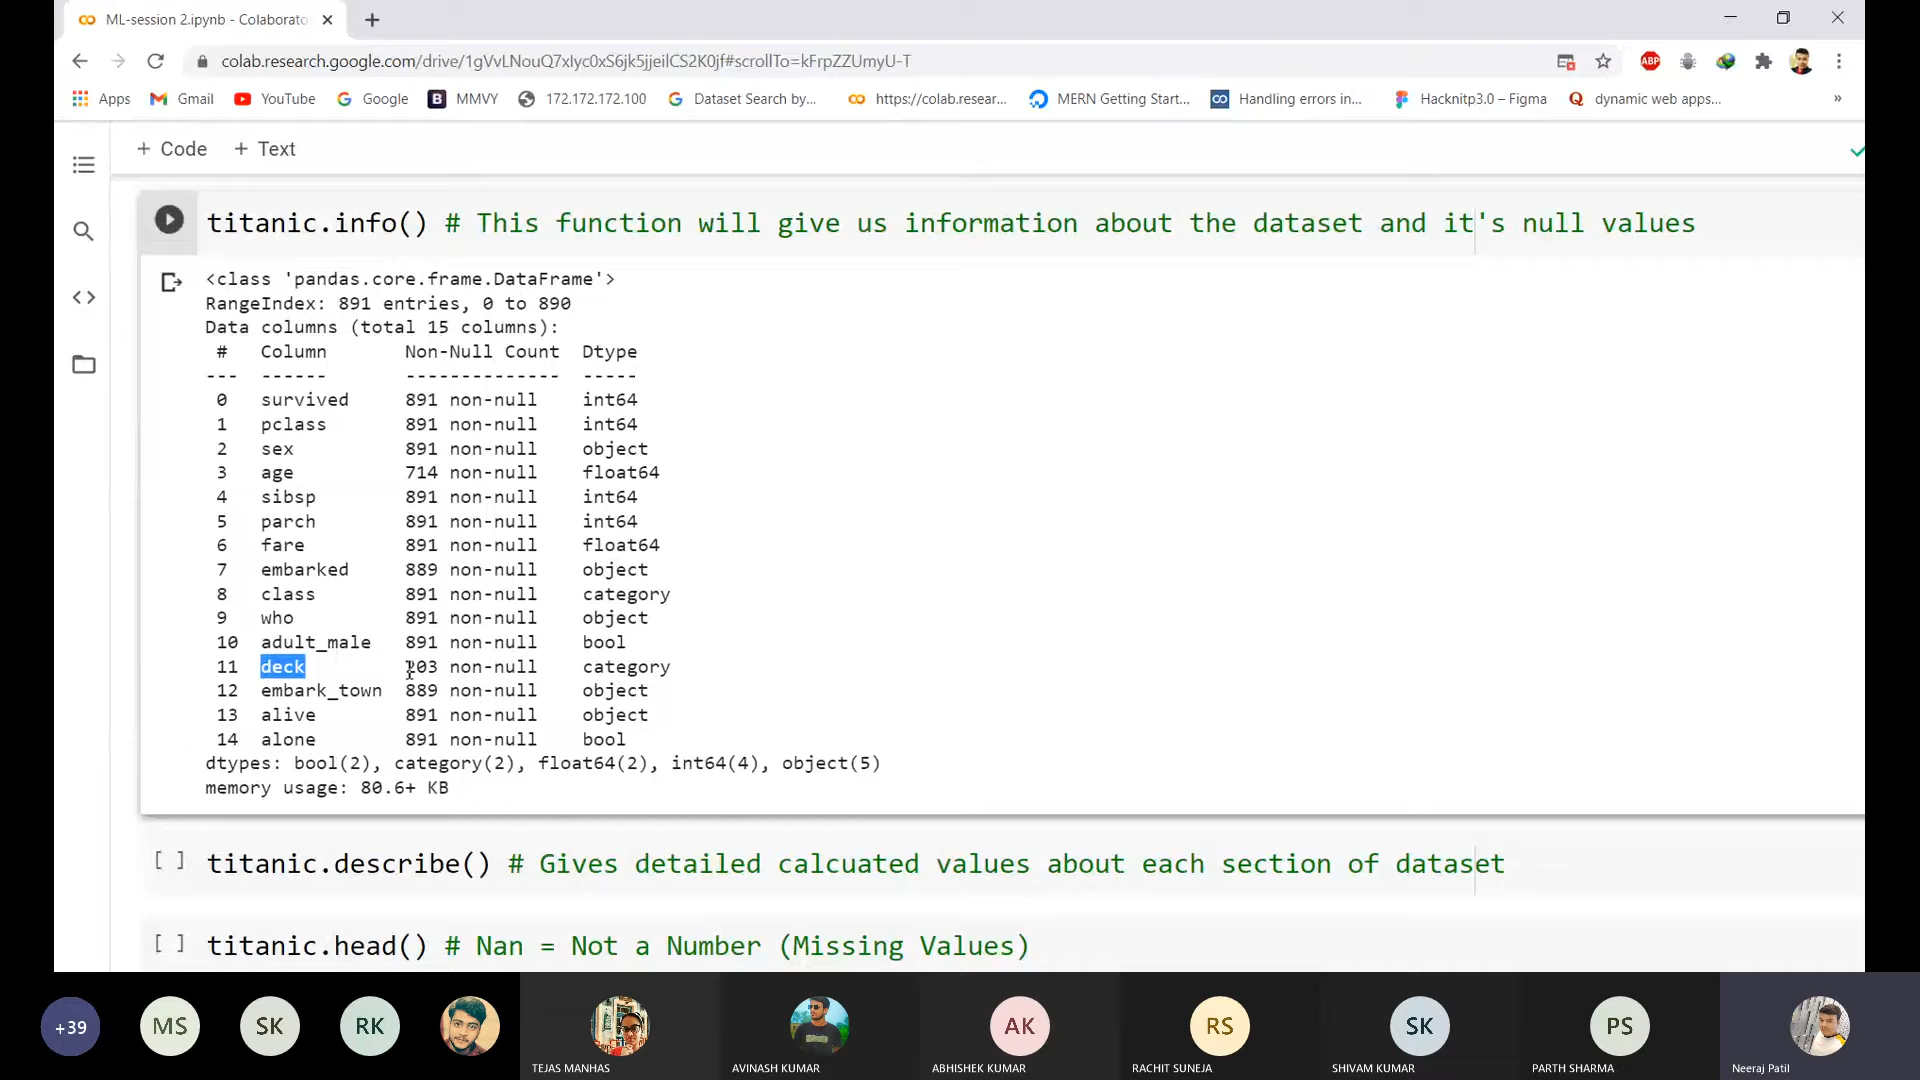 ML-session 2.ipynb - Colaborato
colab.research.google.com/drive/1gVvLNouQ7xIyc0xS6jk5jjeilCS2K0jf#scrollTo=kFrpZZUmyU-T
ABP
Apps Gmail YouTube Google MMVY 172.172.172.100 Dataset Search by... https://colab.resear... MERN Getting Start... Handling errors in... Hacknitp3.0 – Figma dynamic web apps... »
+ Code + Text
titanic.info() # This function will give us information about the dataset and it's null values
<class 'pandas.core.frame.DataFrame'>
RangeIndex: 891 entries, 0 to 890
Data columns (total 15 columns):
# Column Non-Null Count Dtype
--- ------ -------------- -----
0 survived 891 non-null int64
1 pclass 891 non-null int64
2 sex 891 non-null object
3 age 714 non-null float64
4 sibsp 891 non-null int64
5 parch 891 non-null int64
6 fare 891 non-null float64
7 embarked 889 non-null object
8 class 891 non-null category
9 who 891 non-null object
10 adult_male 891 non-null bool
11 deck 203 non-null category
12 embark_town 889 non-null object
13 alive 891 non-null object
14 alone 891 non-null bool
dtypes: bool(2), category(2), float64(2), int64(4), object(5)
memory usage: 80.6+ KB
[ ] titanic.describe() # Gives detailed calcuated values about each section of dataset
[ ] titanic.head() # Nan = Not a Number (Missing Values)
+39 MS SK RK AK RS SK PS
TEJAS MANHAS AVINASH KUMAR ABHISHEK KUMAR RACHIT SUNEJA SHIVAM KUMAR PARTH SHARMA Neeraj Patil